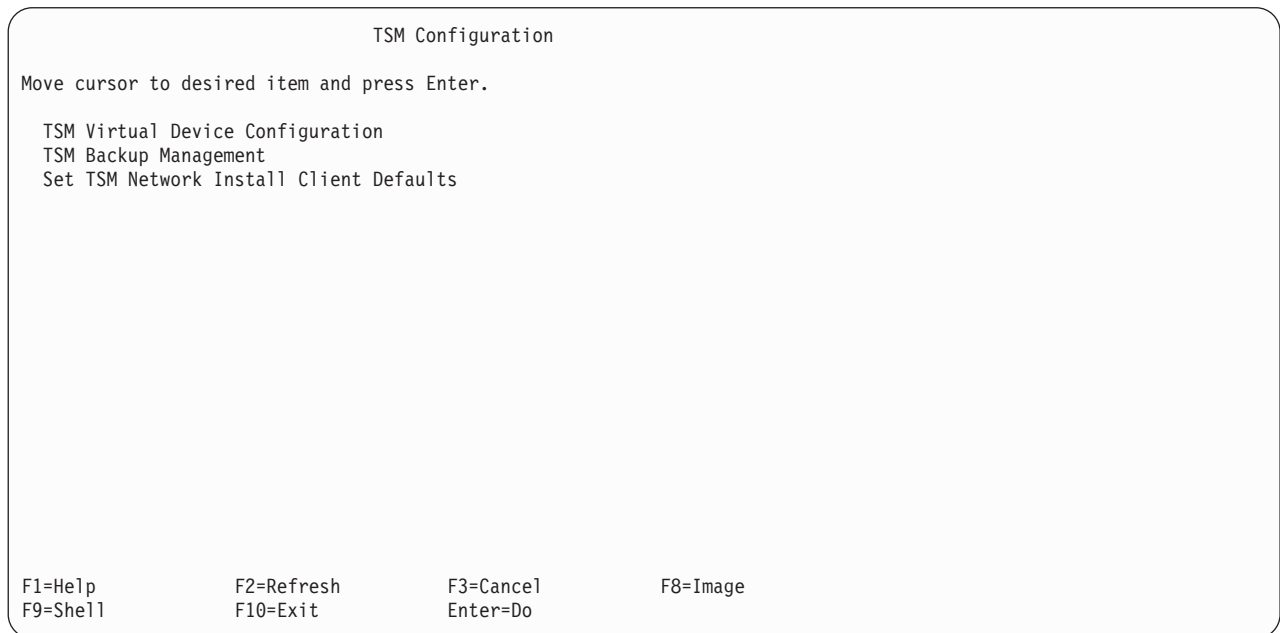 TSM Configuration
Move cursor to desired item and press Enter.
TSM Virtual Device Configuration
TSM Backup Management
Set TSM Network Install Client Defaults
F1=Help F2=Refresh F3=Cancel F8=Image
F9=Shell F10=Exit Enter=Do